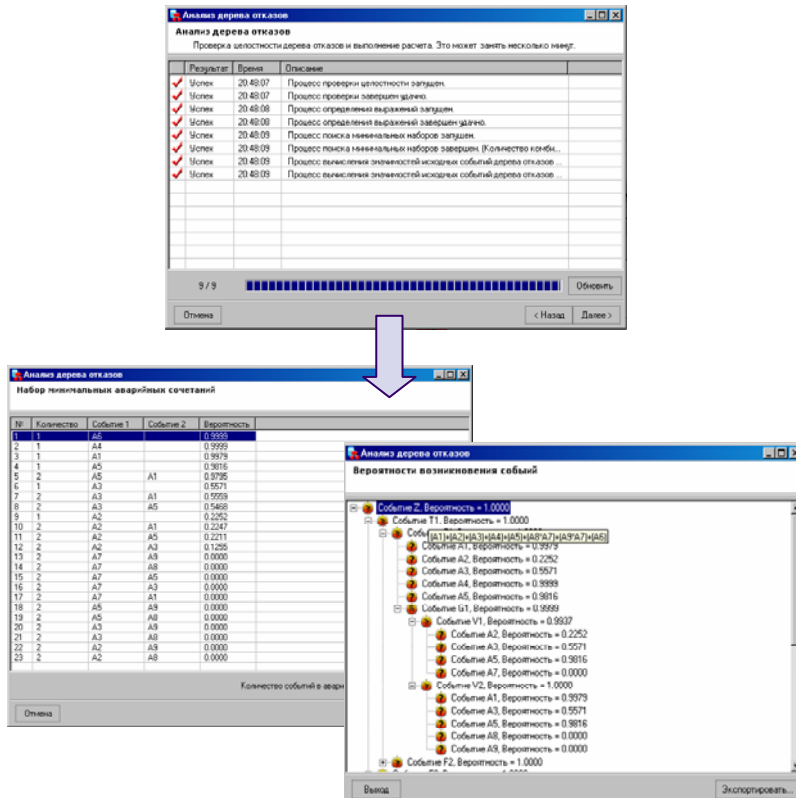 Анализ дерева отказов
Анализ дерева отказов
Проверка целостности дерева отказов и выполнение расчета. Это может занять несколько минут.
Результат Время Описание
Успех 20:48:07 Процесс проверки целостности запущен.
Успех 20:48:07 Процесс проверки завершен удачно.
Успех 20:48:08 Процесс определения выражений запущен.
Успех 20:48:08 Процесс определения выражений завершен удачно.
Успех 20:48:09 Процесс поиска минимальных наборов запущен.
Успех 20:48:09 Процесс поиска минимальных наборов завершен. (Количество комби...
Успех 20:48:09 Процесс вычисления значимостей исходных событий дерева отказов ...
Успех 20:48:09 Процесс вычисления значимостей исходных событий дерева отказов ...
9 / 9 Обновить
Отмена < Назад Далее >
Анализ дерева отказов
Набор минимальных аварийных сочетаний
№ Количество Событие 1 Событие 2 Вероятность
1 1 A6 0.9999
2 1 A4 0.9999
3 1 A1 0.9979
4 1 A5 0.9816
5 2 A5 A1 0.9795
6 1 A3 0.5571
7 2 A3 A1 0.5559
8 2 A3 A5 0.5468
9 1 A2 0.2252
10 2 A2 A1 0.2247
11 2 A2 A5 0.2211
12 2 A2 A3 0.1255
13 2 A7 A9 0.0000
14 2 A7 A8 0.0000
15 2 A7 A5 0.0000
16 2 A7 A3 0.0000
17 2 A7 A1 0.0000
18 2 A5 A9 0.0000
19 2 A5 A8 0.0000
20 2 A3 A9 0.0000
21 2 A3 A8 0.0000
22 2 A2 A9 0.0000
23 2 A2 A8 0.0000
Количество событий в аварий
Отмена
Анализ дерева отказов
Вероятности возникновения событий
Событие Z, Вероятность = 1.0000
Событие T1, Вероятность = 1.0000
(A1)+(A2)+(A3)+(A4)+(A5)+(A8*A7)+(A9*A7)+(A6)
Событие A1, Вероятность = 0.9979
Событие A2, Вероятность = 0.2252
Событие A3, Вероятность = 0.5571
Событие A4, Вероятность = 0.9999
Событие A5, Вероятность = 0.9816
Событие G1, Вероятность = 0.9999
Событие V1, Вероятность = 0.9937
Событие A2, Вероятность = 0.2252
Событие A3, Вероятность = 0.5571
Событие A5, Вероятность = 0.9816
Событие A7, Вероятность = 0.0000
Событие V2, Вероятность = 1.0000
Событие A1, Вероятность = 0.9979
Событие A3, Вероятность = 0.5571
Событие A5, Вероятность = 0.9816
Событие A8, Вероятность = 0.0000
Событие A9, Вероятность = 0.0000
Событие F2, Вероятность = 1.0000
Выход Экспортировать...